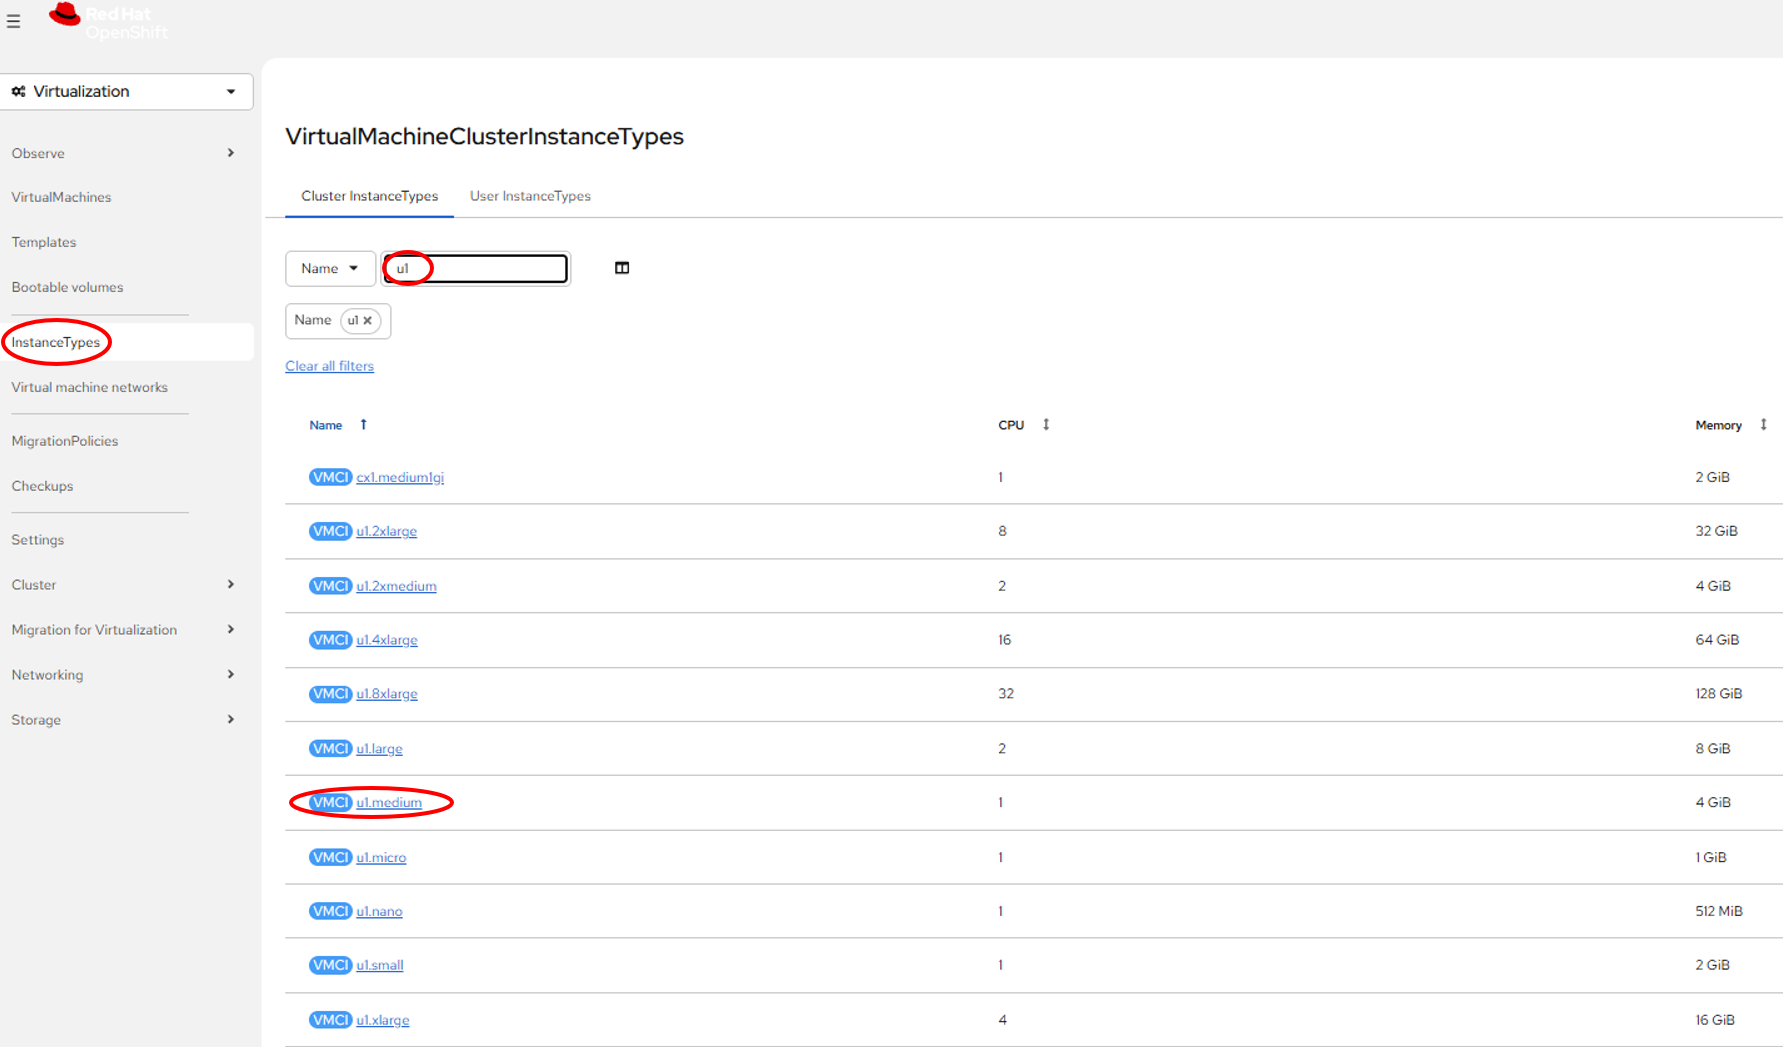 Red Hat
OpenShift
Virtualization
Observe
VirtualMachines
Templates
Bootable volumes
InstanceTypes
Virtual machine networks
MigrationPolicies
Checkups
Settings
Cluster
Migration for Virtualization
Networking
Storage
VirtualMachineClusterInstanceTypes
Cluster InstanceTypes User InstanceTypes
Name u1
Name u1
Clear all filters
Name CPU Memory
VMCI cx1.medium1gi 1 2 GiB
VMCI u1.2xlarge 8 32 GiB
VMCI u1.2xmedium 2 4 GiB
VMCI u1.4xlarge 16 64 GiB
VMCI u1.8xlarge 32 128 GiB
VMCI u1.large 2 8 GiB
VMCI u1.medium 1 4 GiB
VMCI u1.micro 1 1 GiB
VMCI u1.nano 1 512 MiB
VMCI u1.small 1 2 GiB
VMCI u1.xlarge 4 16 GiB